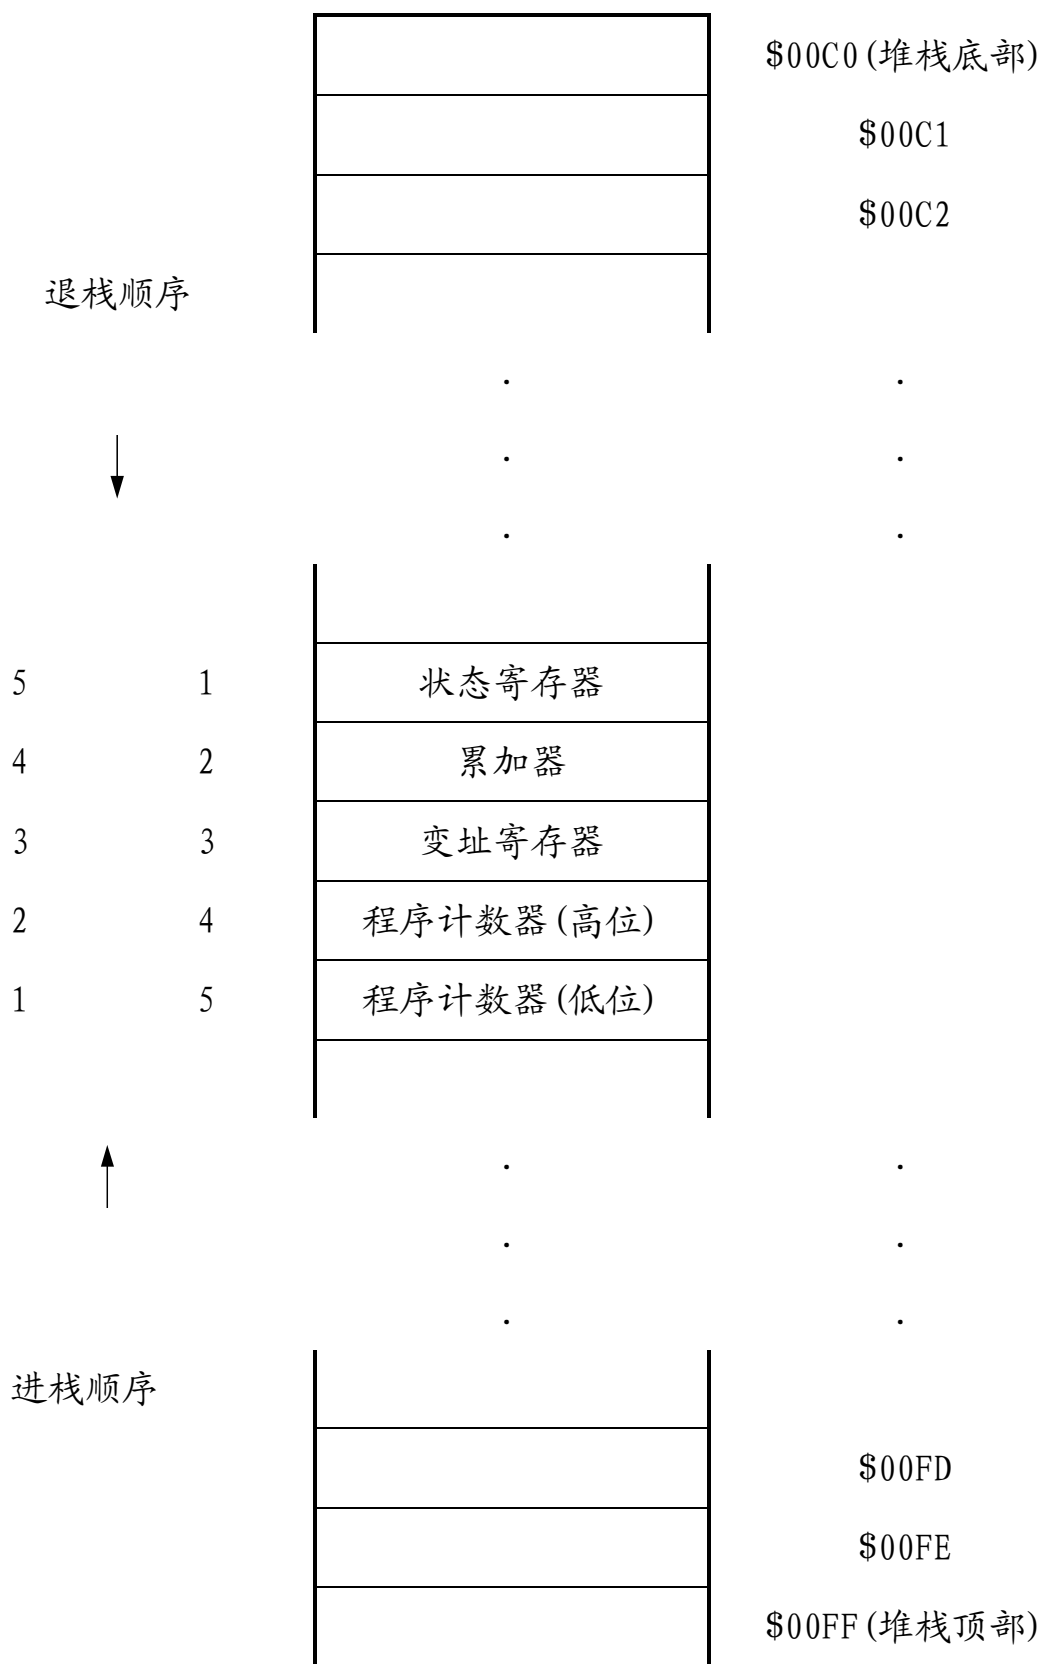 $00C0(堆栈底部)
$00C1
$00C2
退栈顺序
. .
. .
. .
5 1 状态寄存器
4 2 累加器
3 3 变址寄存器
2 4 程序计数器(高位)
1 5 程序计数器(低位)
. .
. .
. .
进栈顺序
$00FD
$00FE
$00FF(堆栈顶部)